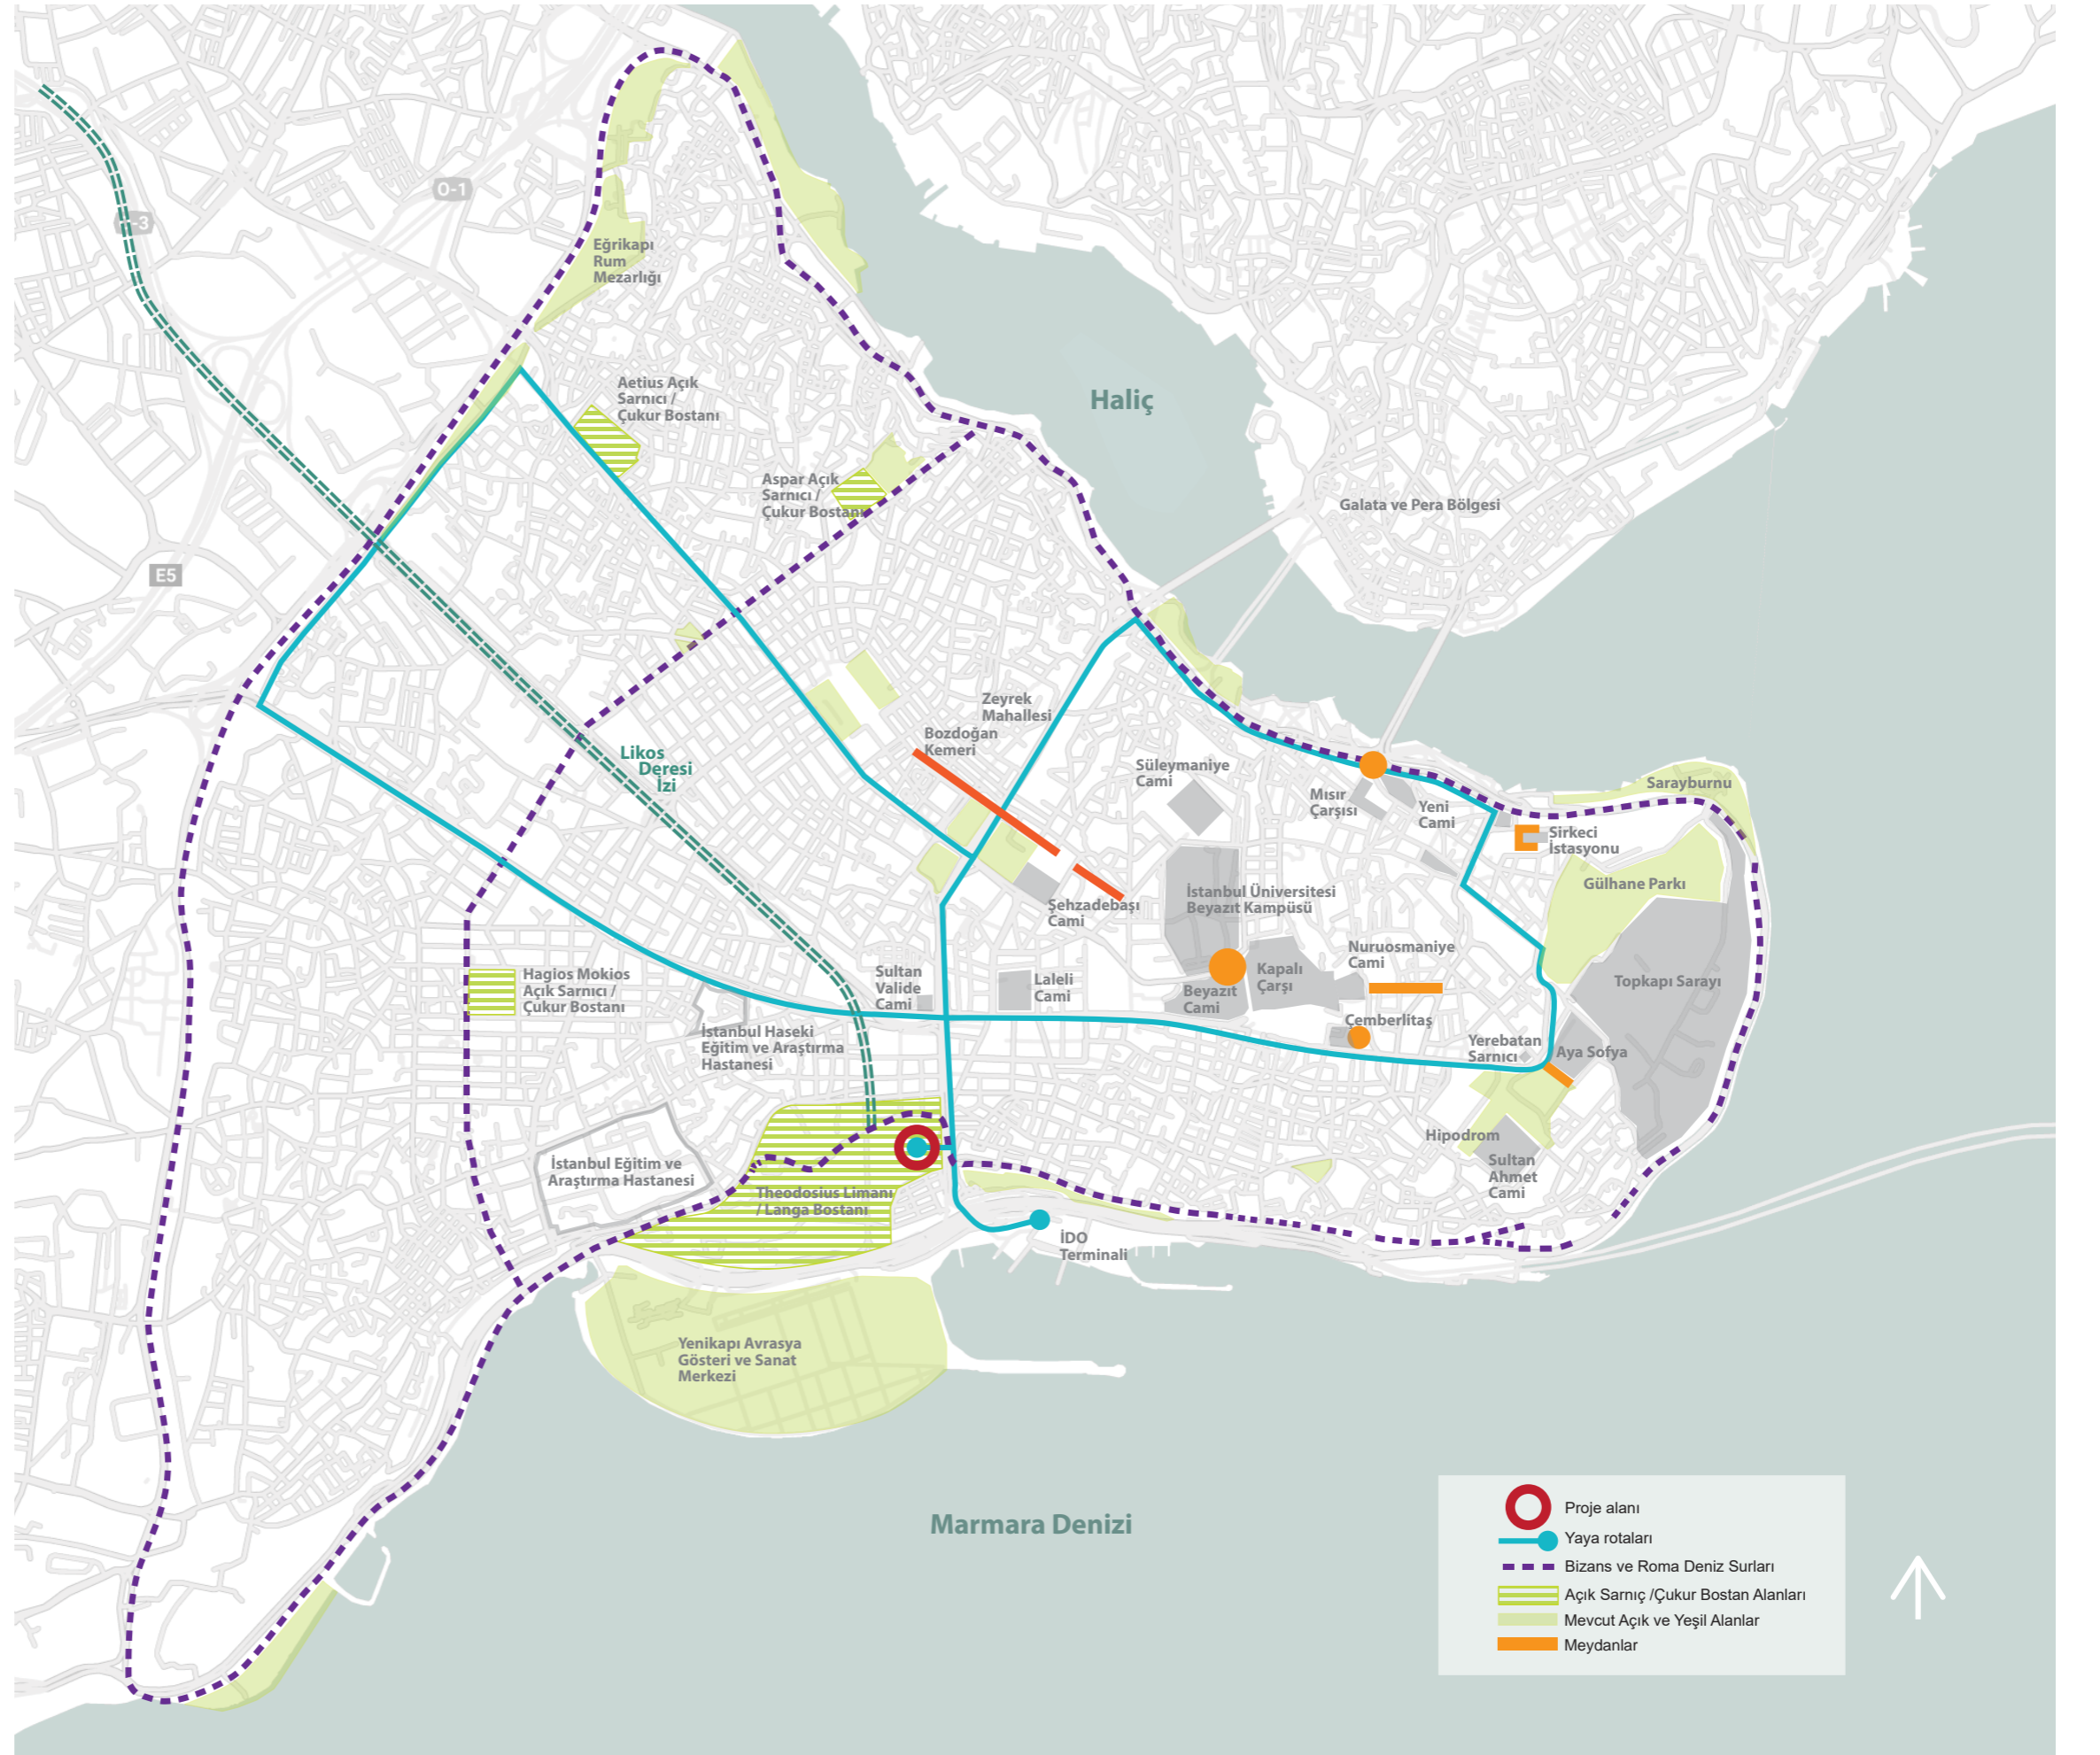 O-1
-3
Eğrikapı
Rum
Mezarlığı
Aetius Açık
Sarnıcı /
Çukur Bostanı
Haliç
Aspar Açık
Sarnıcı /
Çukur Bostanı
Galata ve Pera Bölgesi
E5
Zeyrek
Mahallesi
Bozdoğan
Kemeri
Likos
Deresi
İzi
Süleymaniye
Cami
Mısır
Çarşısı
Yeni
Cami
Sarayburnu
Sirkeci
İstasyonu
Gülhane Parkı
İstanbul Üniversitesi
Beyazıt Kampüsü
Şehzadebaşı
Cami
Nuruosmaniye
Cami
Hagios Mokios
Açık Sarnıcı /
Çukur Bostanı
Sultan
Valide
Cami
Laleli
Cami
Beyazıt
Cami
Kapalı
Çarşı
Topkapı Sarayı
Çemberlitaş
İstanbul Haseki
Eğitim ve Araştırma
Hastanesi
Yerebatan
Sarnıcı
Aya Sofya
Hipodrom
Sultan
Ahmet
Cami
İstanbul Eğitim ve
Araştırma Hastanesi
Theodosius Limanı
/ Langa Bostanı
İDO
Terminali
Yenikapı Avrasya
Gösteri ve Sanat
Merkezi
Marmara Denizi
Proje alanı
Yaya rotaları
Bizans ve Roma Deniz Surları
Açık Sarnıç /Çukur Bostan Alanları
Mevcut Açık ve Yeşil Alanlar
Meydanlar